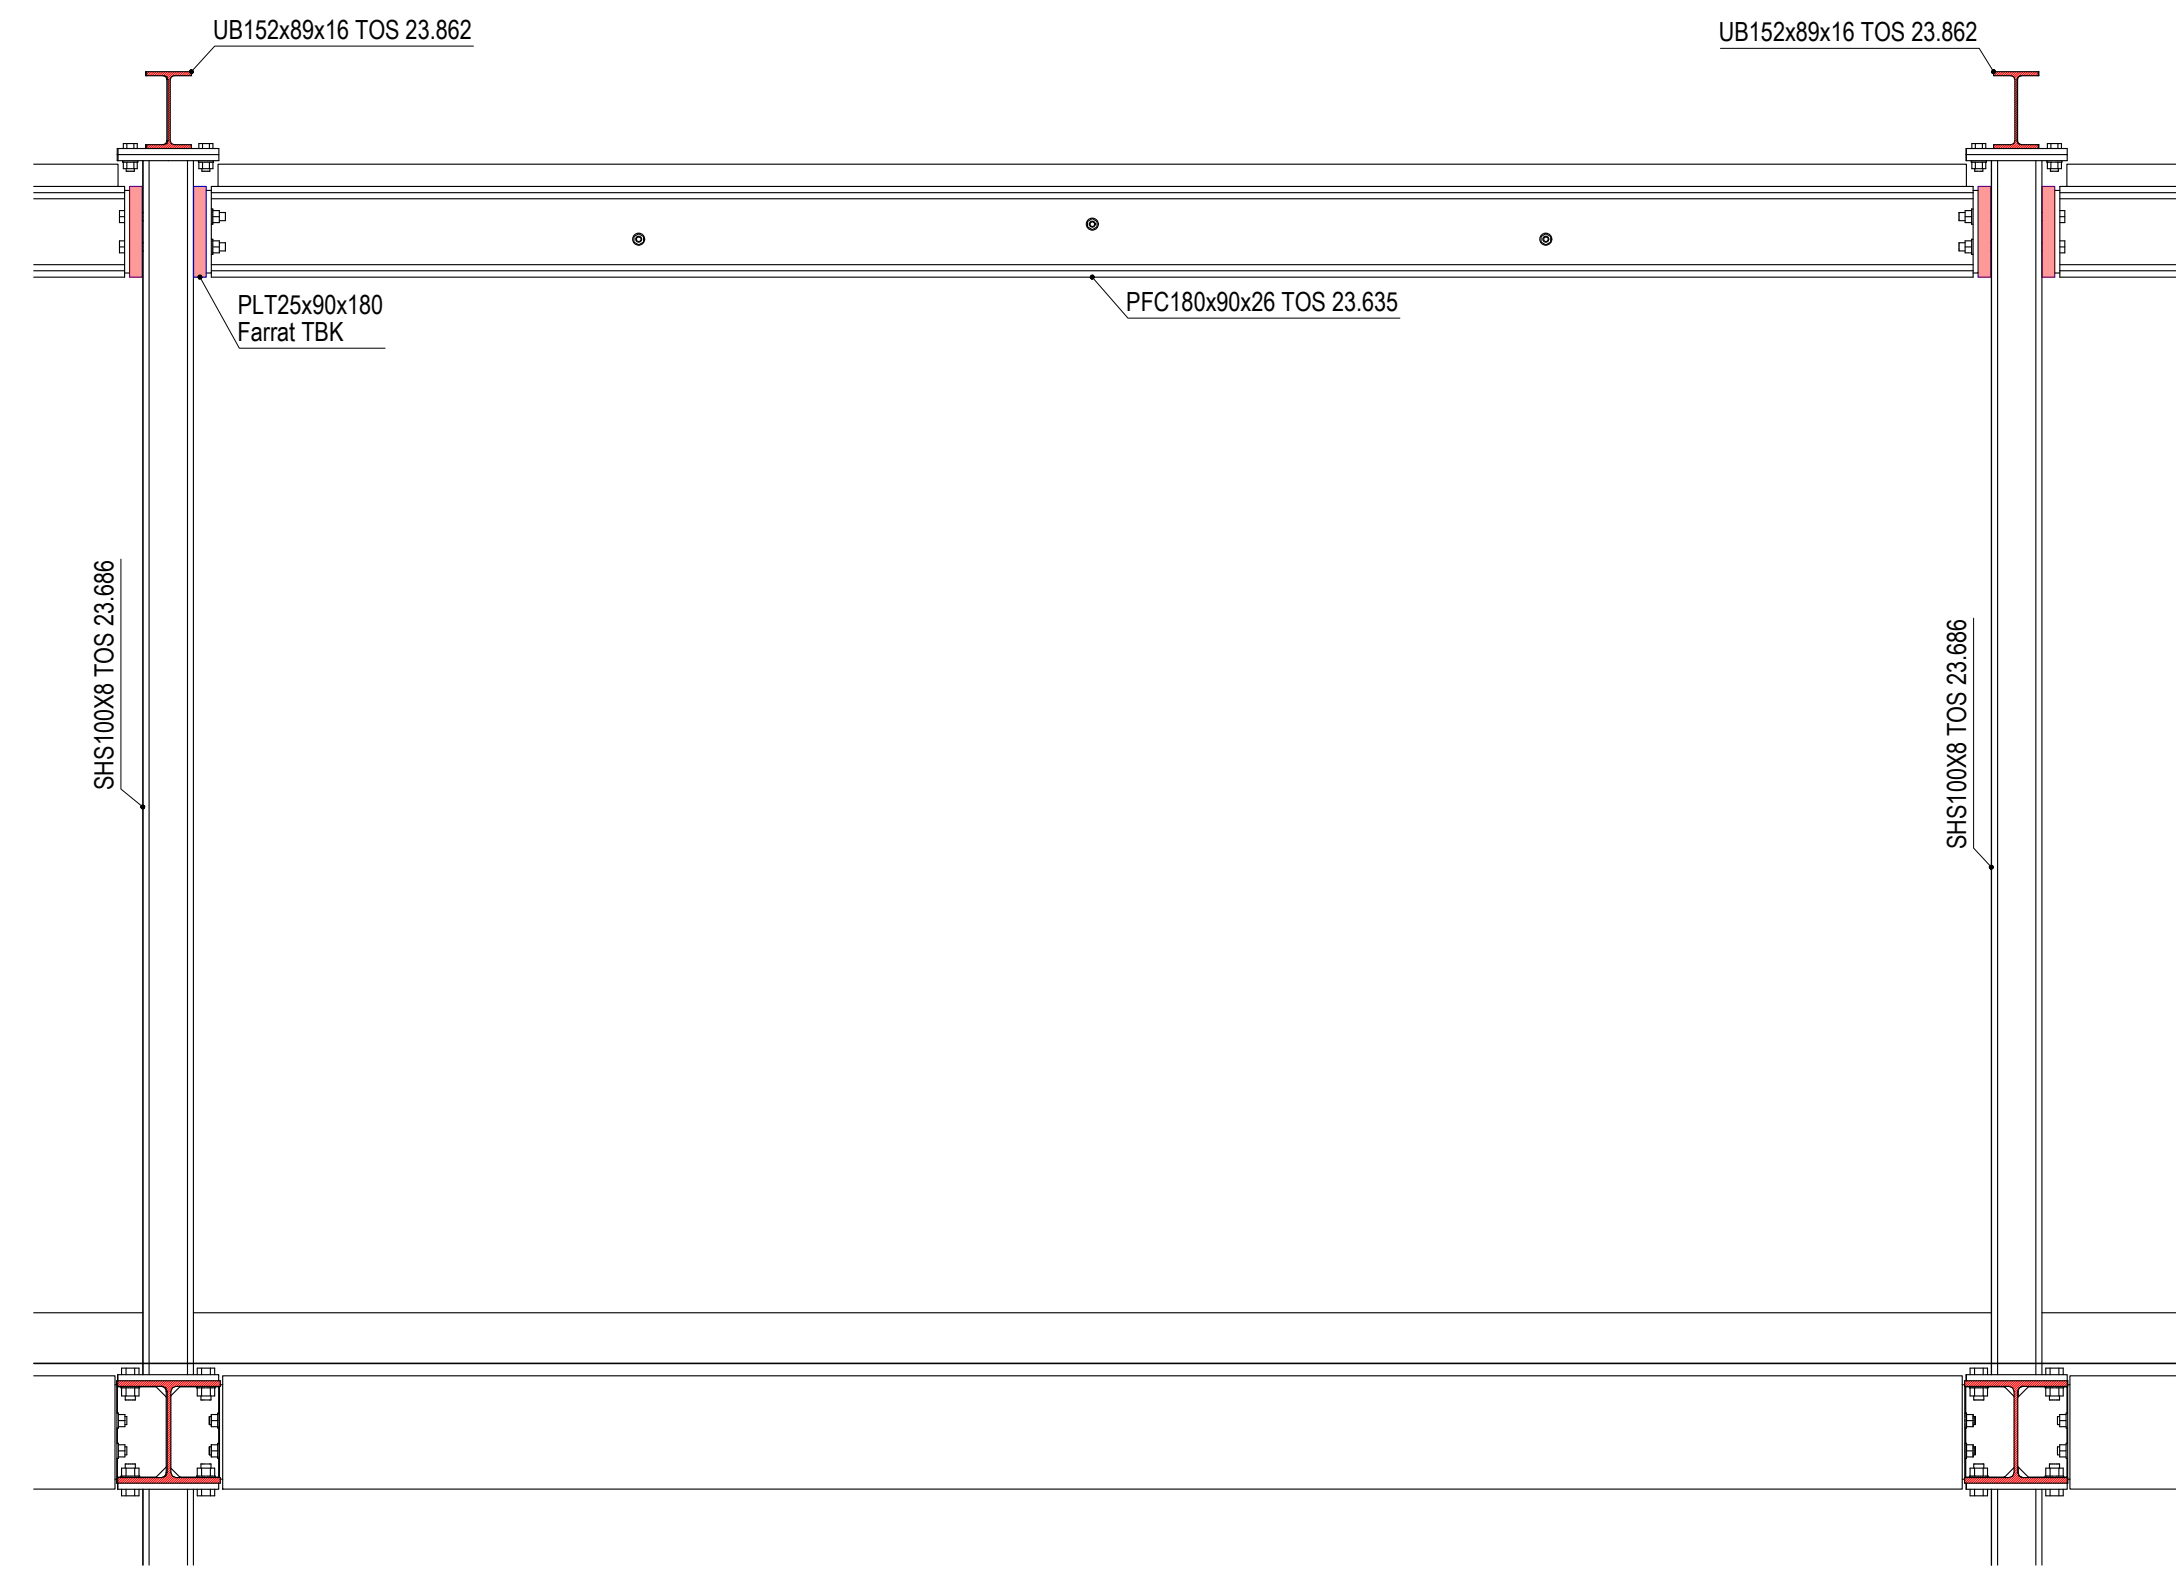 UB152x89x16 TOS 23.862
UB152x89x16 TOS 23.862
PLT25x90x180
Farrat TBK
PFC180x90x26 TOS 23.635
SHS100X8 TOS 23.686
SHS100X8 TOS 23.686